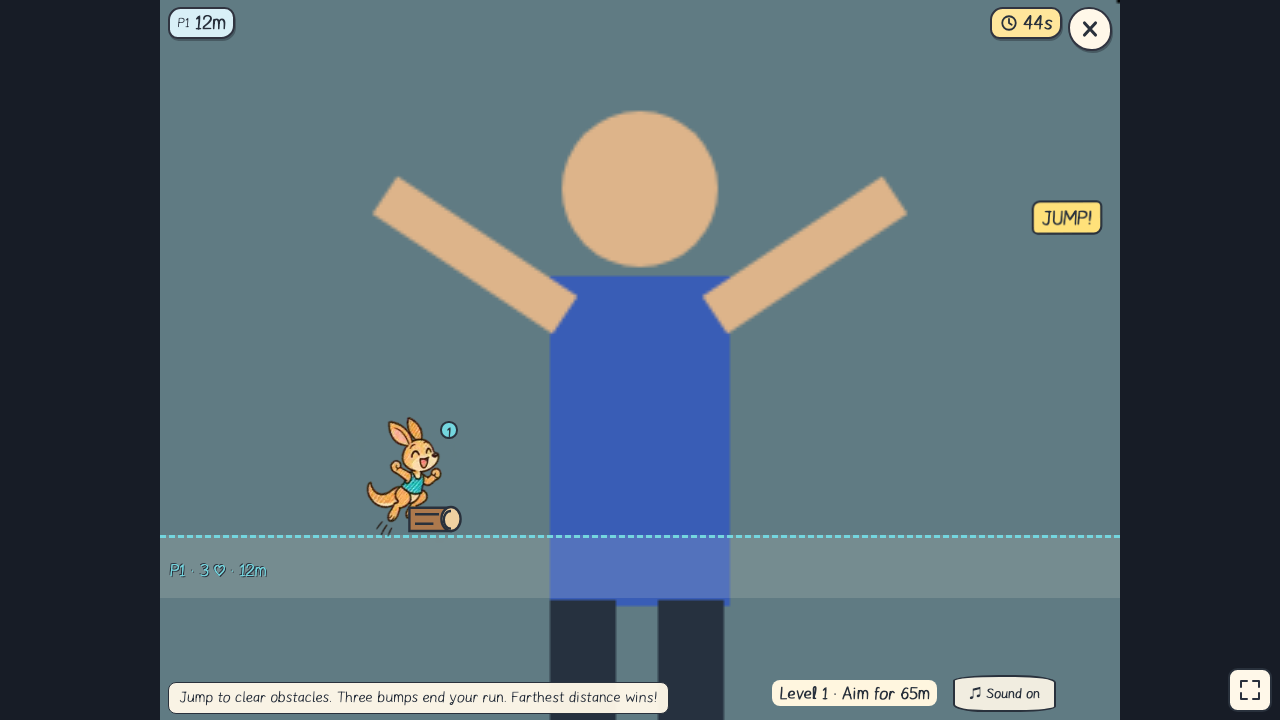 P1 12m
44s
JUMP!
1
P1 · 3 ♡ · 12m
Jump to clear obstacles. Three bumps end your run. Farthest distance wins!
Level 1 · Aim for 65m
♫ Sound on